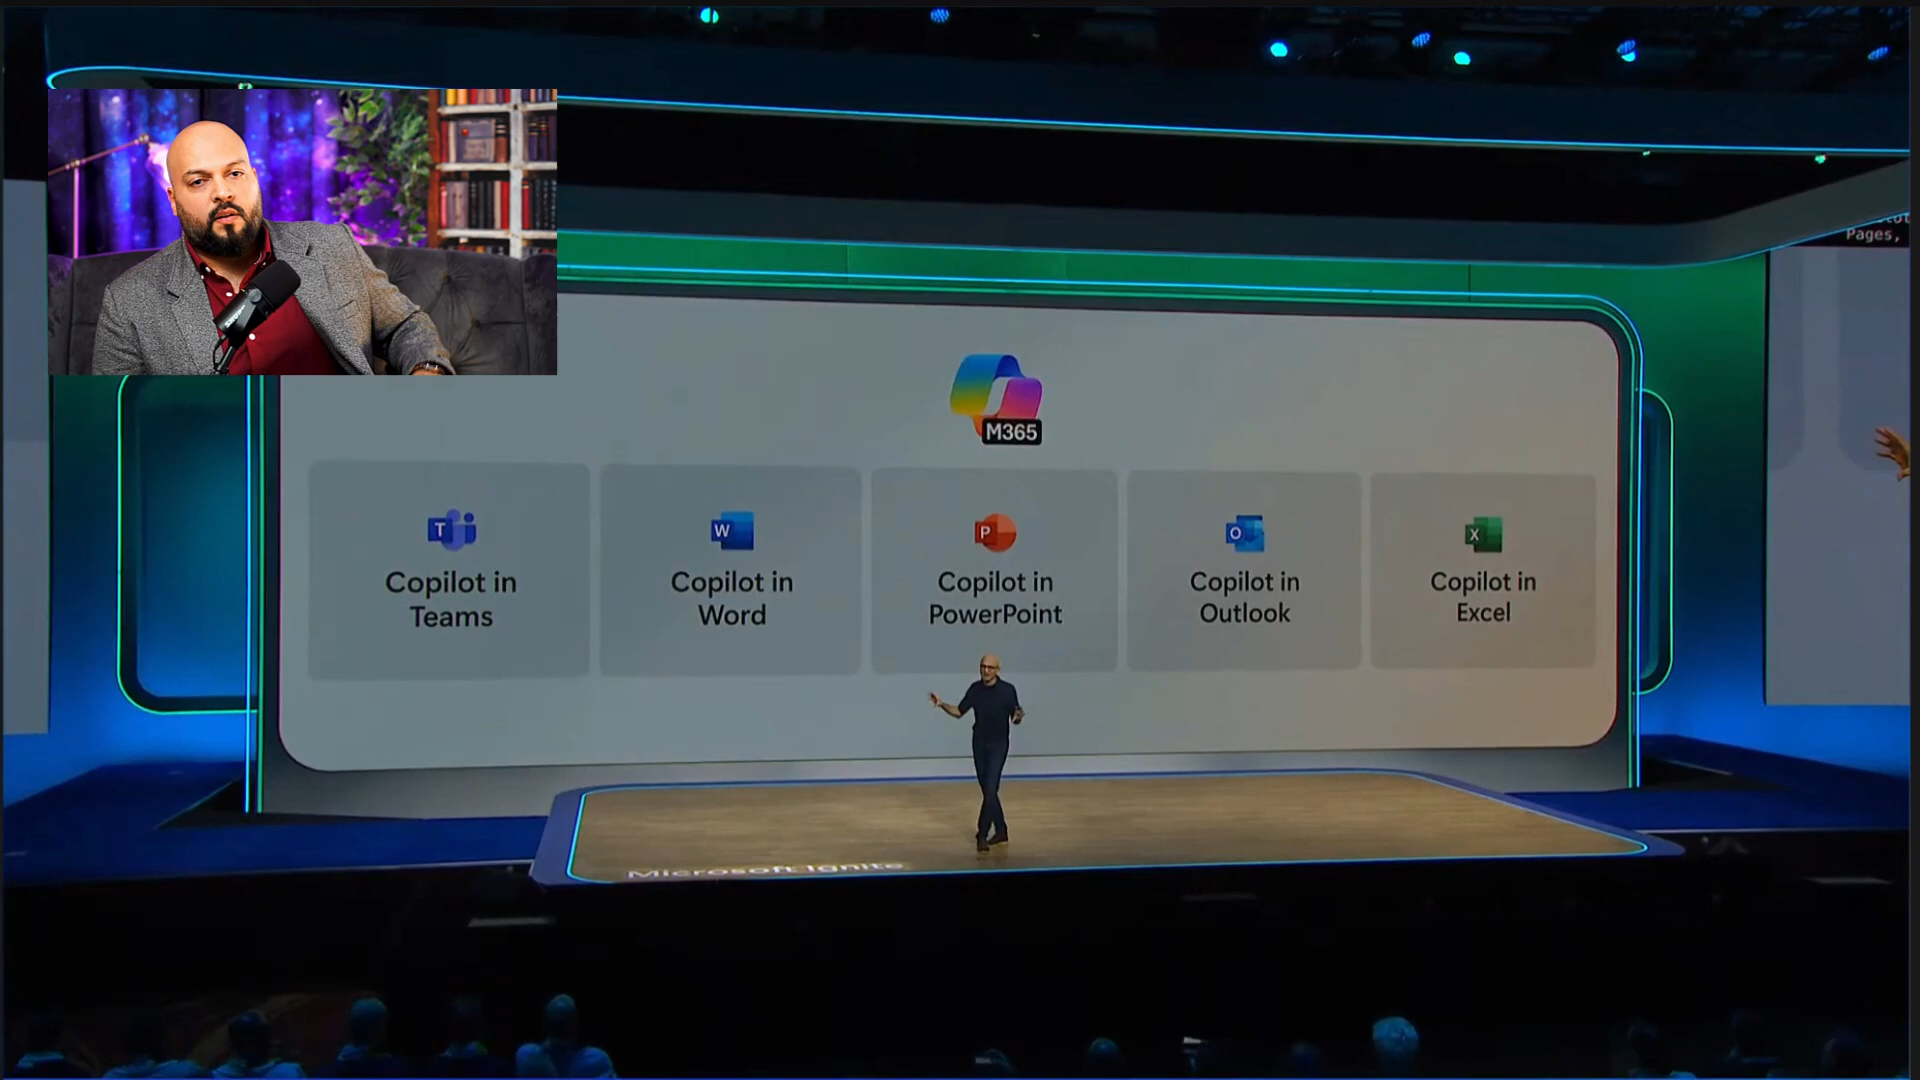 Pages,
M365
T
W
P
O
X
Copilot in
Teams
Copilot in
Word
Copilot in
PowerPoint
Copilot in
Outlook
Copilot in
Excel
Microsoft Ignite